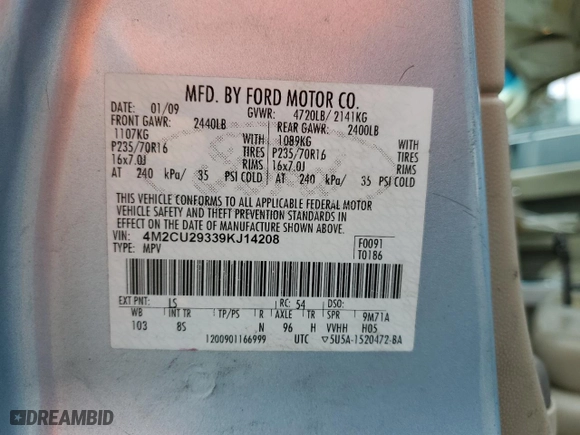 MFD. BY FORD MOTOR CO.
DATE: 01/09 GVWR: 4720LB/ 2141KG
FRONT GAWR: 2440LB REAR GAWR: 2400LB
1107KG WITH 1089KG WITH
P235/70R16 TIRES P235/70R16 TIRES
16x7.0J RIMS 16x7.0J RIMS
AT 240 kPa/ 35 PSI COLD AT 240 kPa/ 35 PSI COLD
THIS VEHICLE CONFORMS TO ALL APPLICABLE FEDERAL MOTOR
VEHICLE SAFETY AND THEFT PREVENTION STANDARDS IN
EFFECT ON THE DATE OF MANUFACTURE SHOWN ABOVE.
VIN: 4M2CU29339KJ14208 F0091
TYPE: MPV T0186
EXT PNT: LS RC: 54 DSO:
WB INT TR TP/PS R AXLE TR SPR 9M71A
103 8S N 96 H VVHH H05
1200901166999 UTC ▽5U5A-1520472-BA
DREAMBID